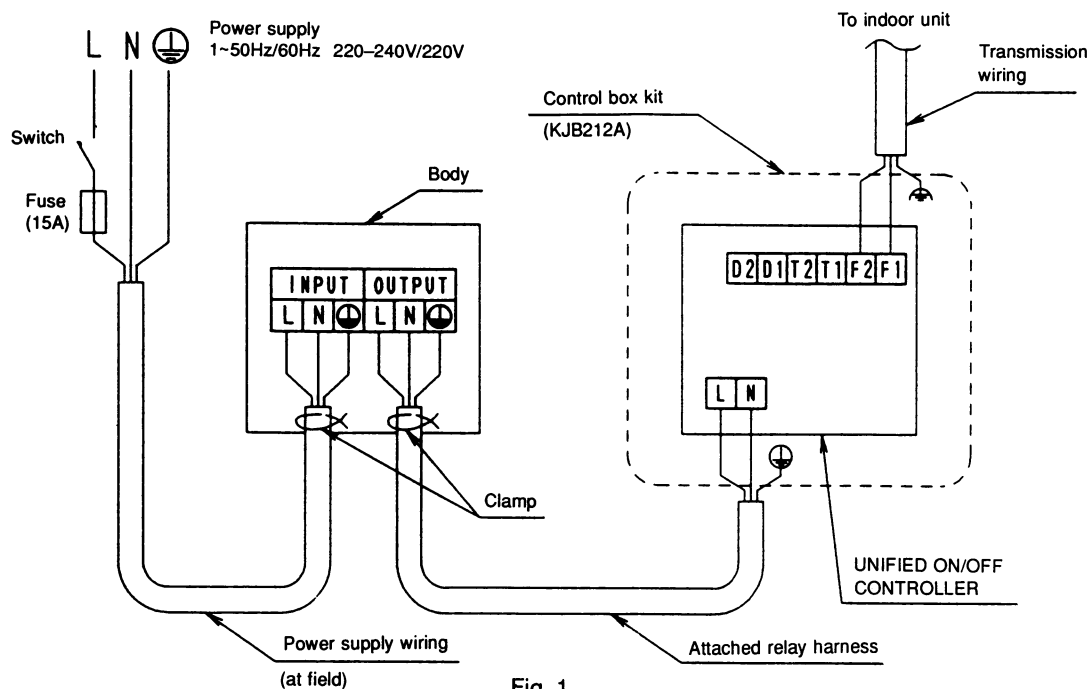 L N
Power supply
1~50Hz/60Hz 220–240V/220V
Switch
Fuse
(15A)
Body
INPUT OUTPUT
L N L N
Clamp
Power supply wiring
(at field)
To indoor unit
Transmission
wiring
Control box kit
(KJB212A)
D2 D1 T2 T1 F2 F1
L N
UNIFIED ON/OFF
CONTROLLER
Attached relay harness
Fig. 1